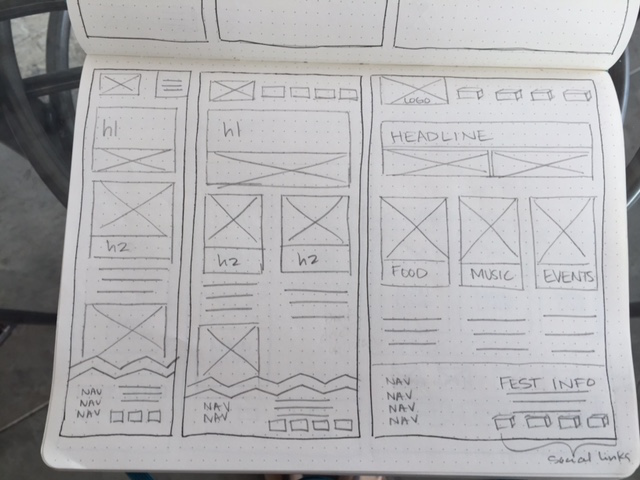 h1
h2
NAV
NAV
NAV
h1
h2
h2
NAV
NAV
LOGO
HEADLINE
FOOD
MUSIC
EVENTS
NAV
NAV
NAV
NAV
FEST INFO
Social links